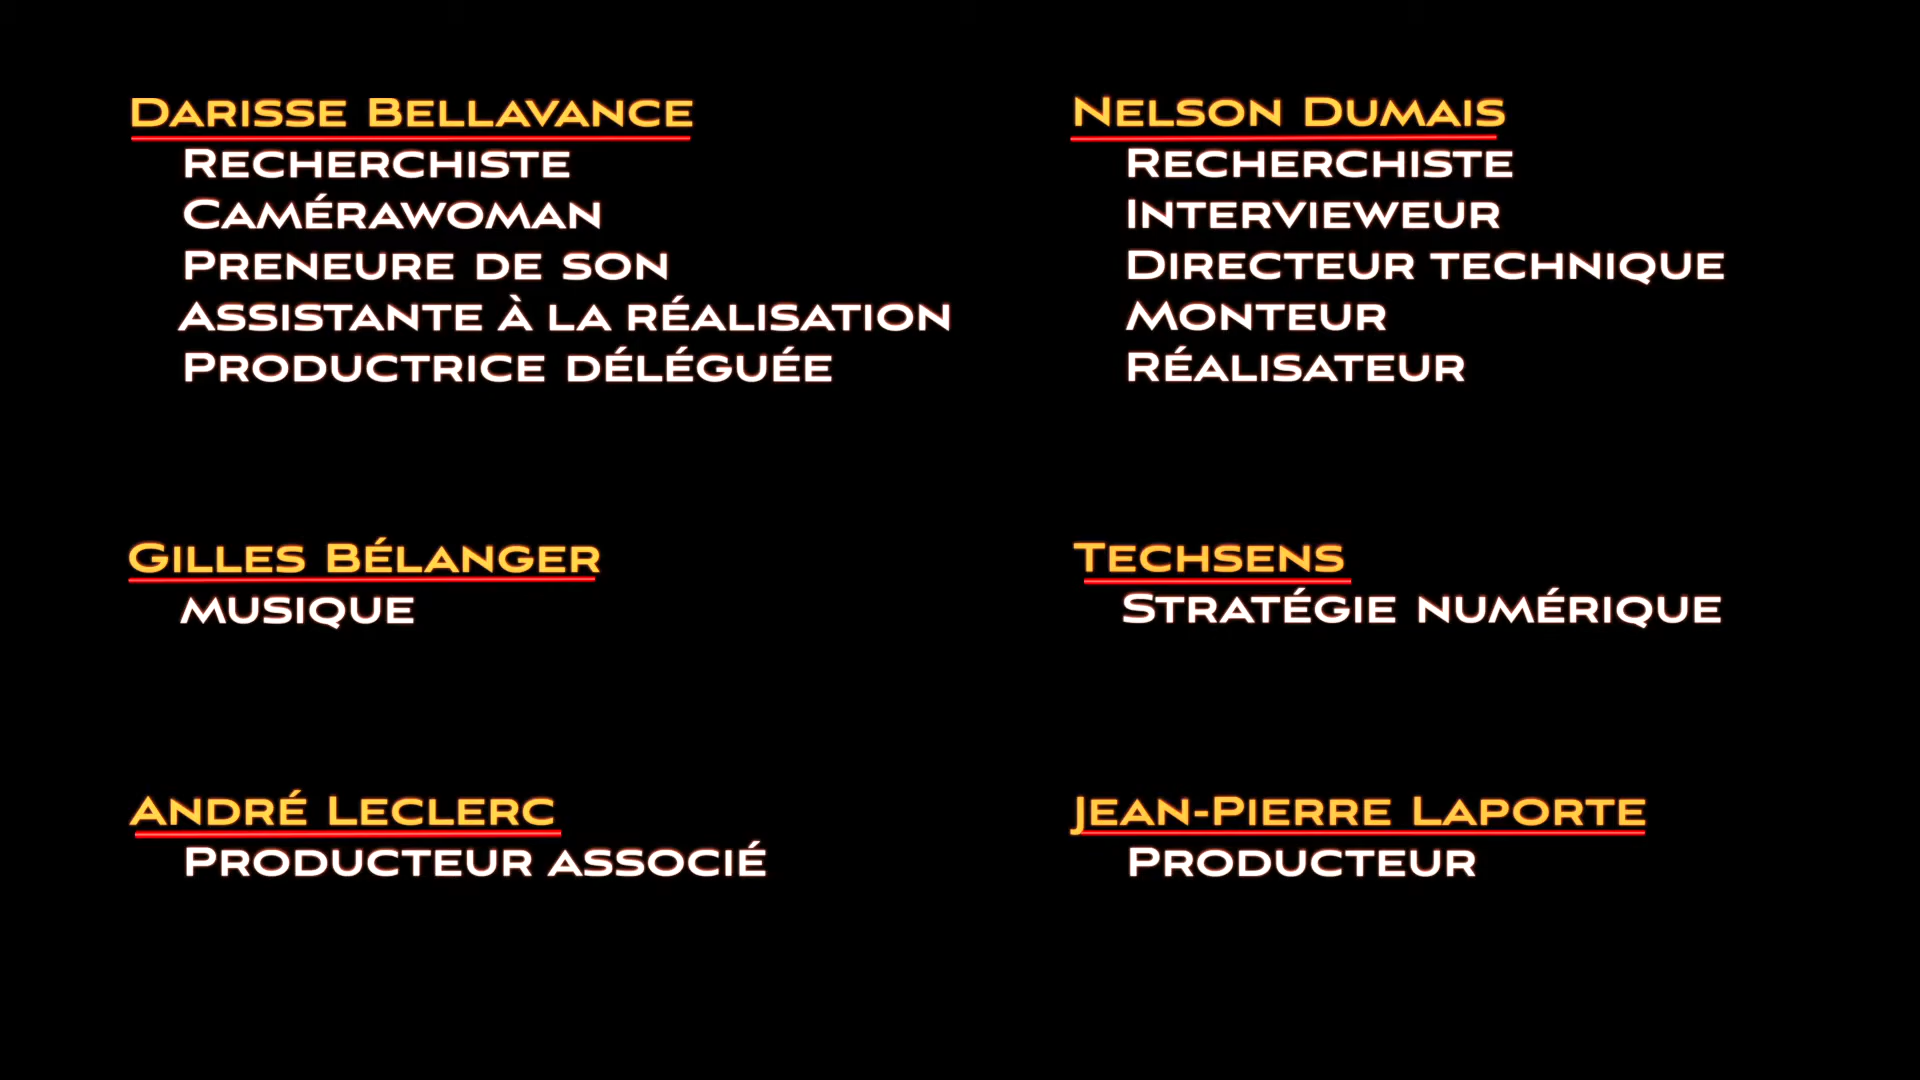 Darisse Bellavance
Recherchiste
Camérawoman
Preneure de son
Assistante à la réalisation
Productrice déléguée
Nelson Dumais
Recherchiste
Intervieweur
Directeur technique
Monteur
Réalisateur
Gilles Bélanger
musique
Techsens
Stratégie numérique
André Leclerc
Producteur associé
Jean-Pierre Laporte
Producteur